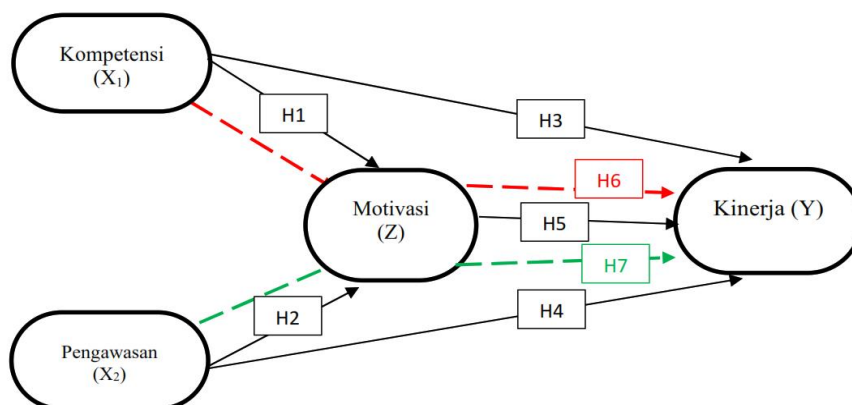 Kompetensi
(X₁)
H1
H3
H6
Motivasi
(Z)
H5
Kinerja (Y)
H7
H2
H4
Pengawasan
(X₂)